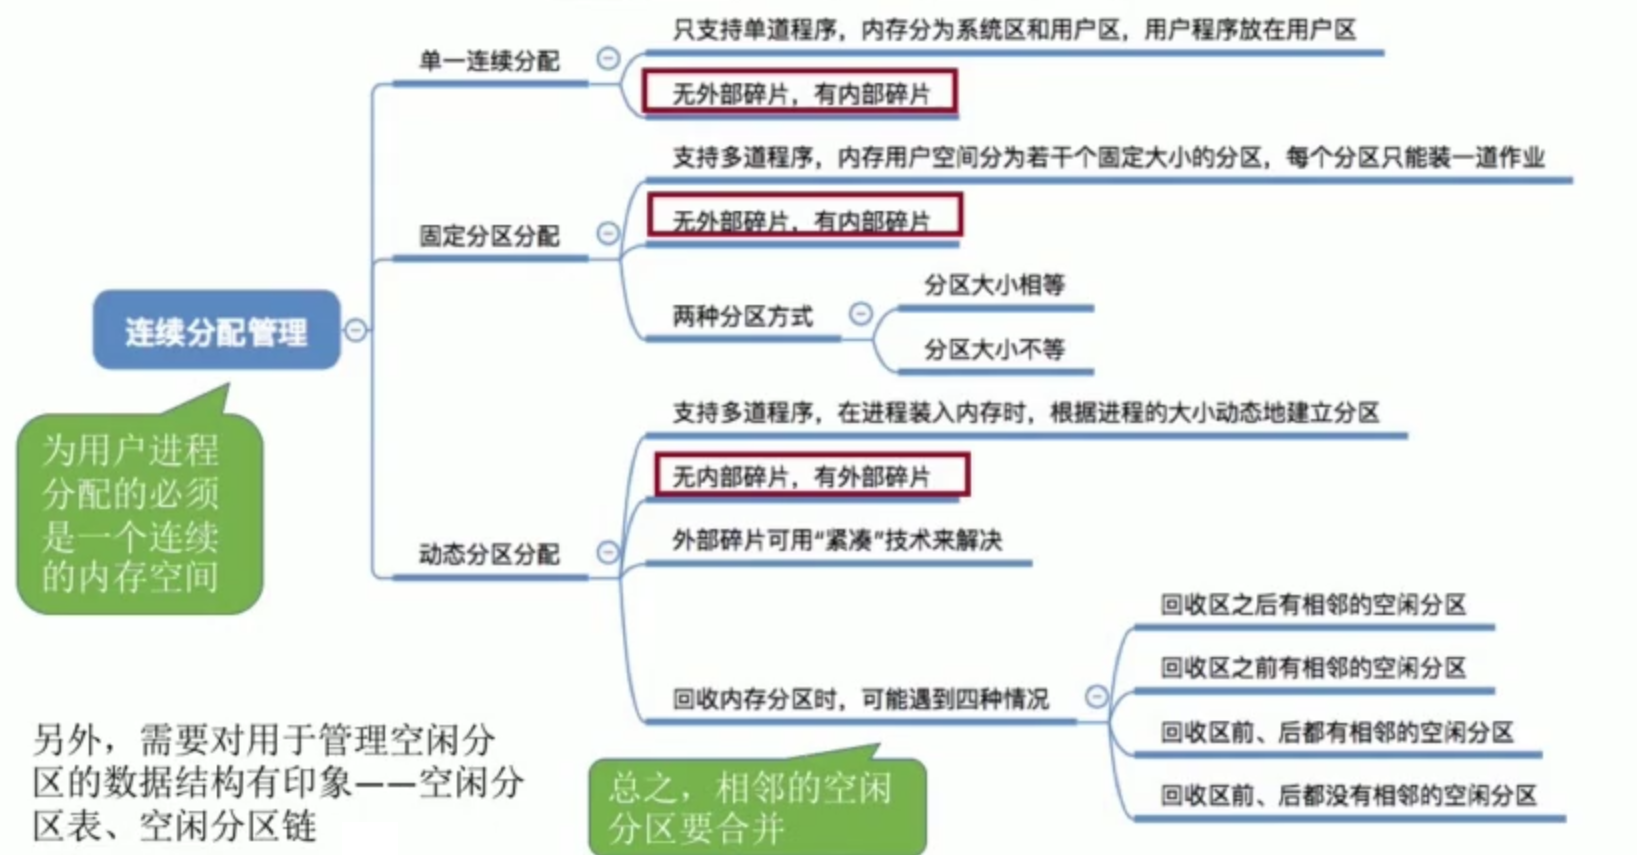 只支持单道程序，内存分为系统区和用户区，用户程序放在用户区
单一连续分配
无外部碎片，有内部碎片
支持多道程序，内存用户空间分为若干个固定大小的分区，每个分区只能装一道作业
固定分区分配
无外部碎片，有内部碎片
两种分区方式
分区大小相等
分区大小不等
连续分配管理
为用户进程
分配的必须
是一个连续
的内存空间
支持多道程序，在进程装入内存时，根据进程的大小动态地建立分区
无内部碎片，有外部碎片
动态分区分配
外部碎片可用“紧凑”技术来解决
回收内存分区时，可能遇到四种情况
回收区之后有相邻的空闲分区
回收区之前有相邻的空闲分区
回收区前、后都有相邻的空闲分区
回收区前、后都没有相邻的空闲分区
总之，相邻的空闲
分区要合并
另外，需要对用于管理空闲分
区的数据结构有印象——空闲分
区表、空闲分区链